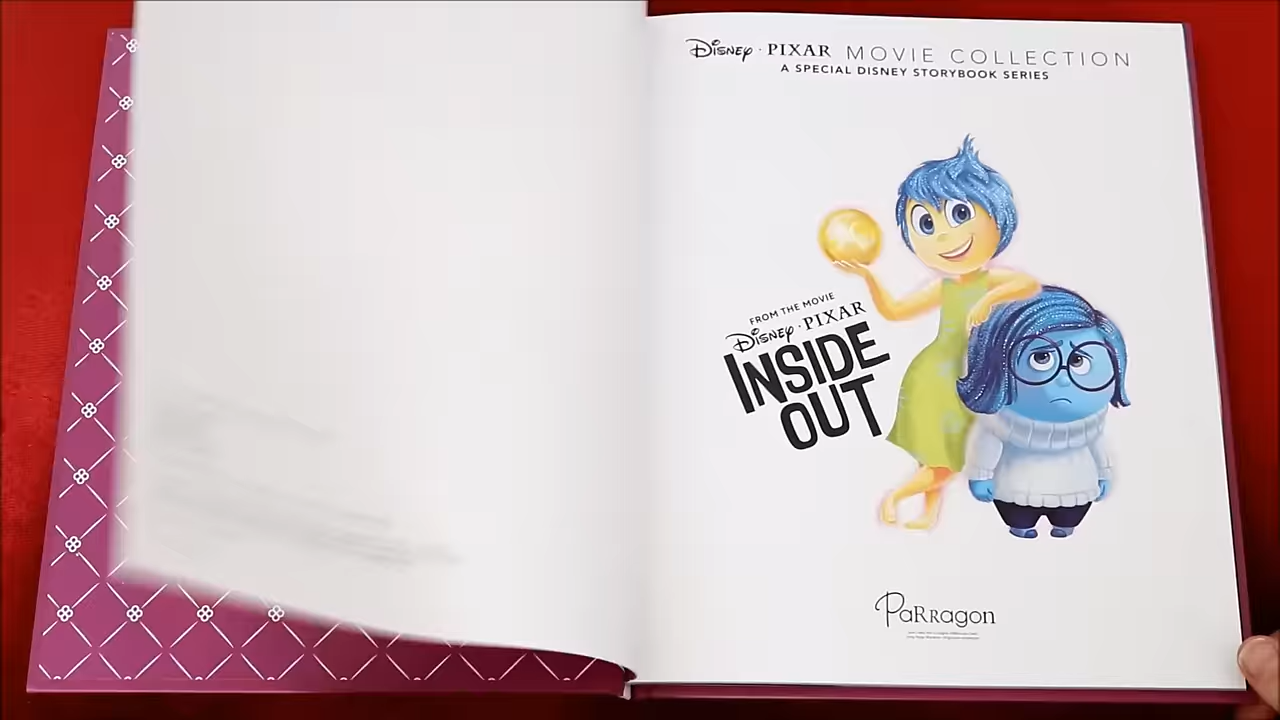 Disney · PIXAR MOVIE COLLECTION
A SPECIAL DISNEY STORYBOOK SERIES
FROM THE MOVIE
Disney · PIXAR
INSIDE
OUT
PaRragon